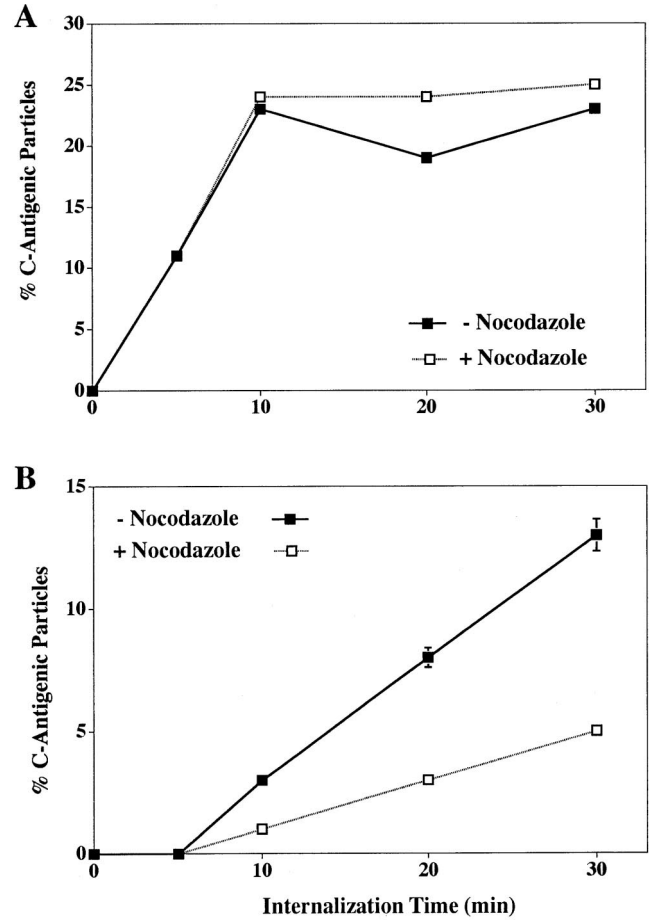 A
% C-Antigenic Particles
30
25
20
15
10
5
0
- Nocodazole
+ Nocodazole
0
10
20
30
B
% C-Antigenic Particles
15
10
5
0
- Nocodazole
+ Nocodazole
0
10
20
30
Internalization Time (min)